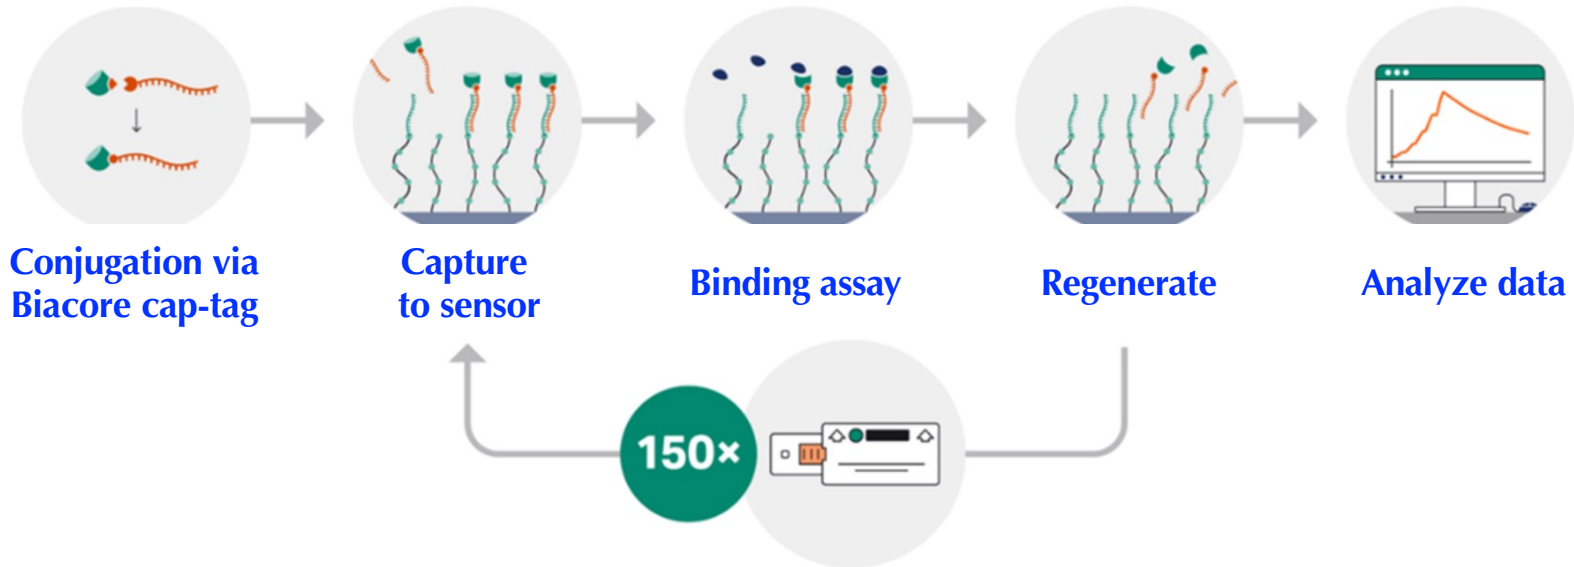 Conjugation via
Biacore cap-tag
Capture
to sensor
Binding assay
Regenerate
Analyze data
150×